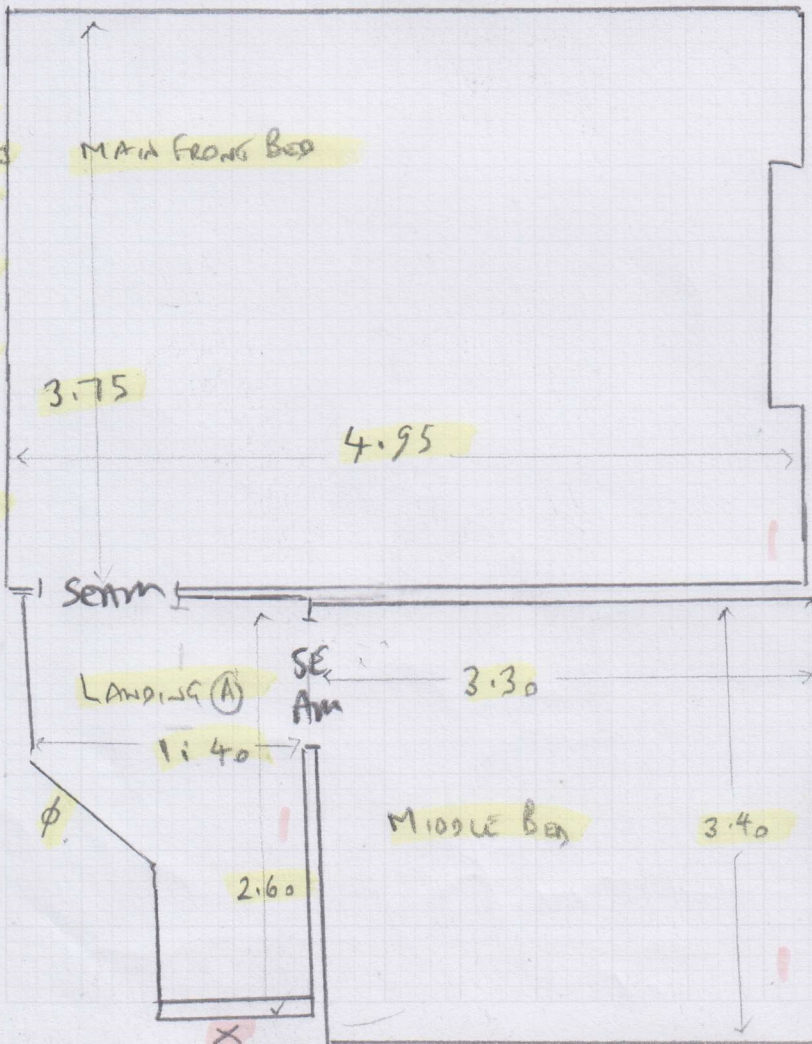 MAIN FRONT BED
3.75
4.95
SEAM
SE
AM
LANDING A
3.30
1.40
ϕ
MIDDLE BED
3.40
2.60
X